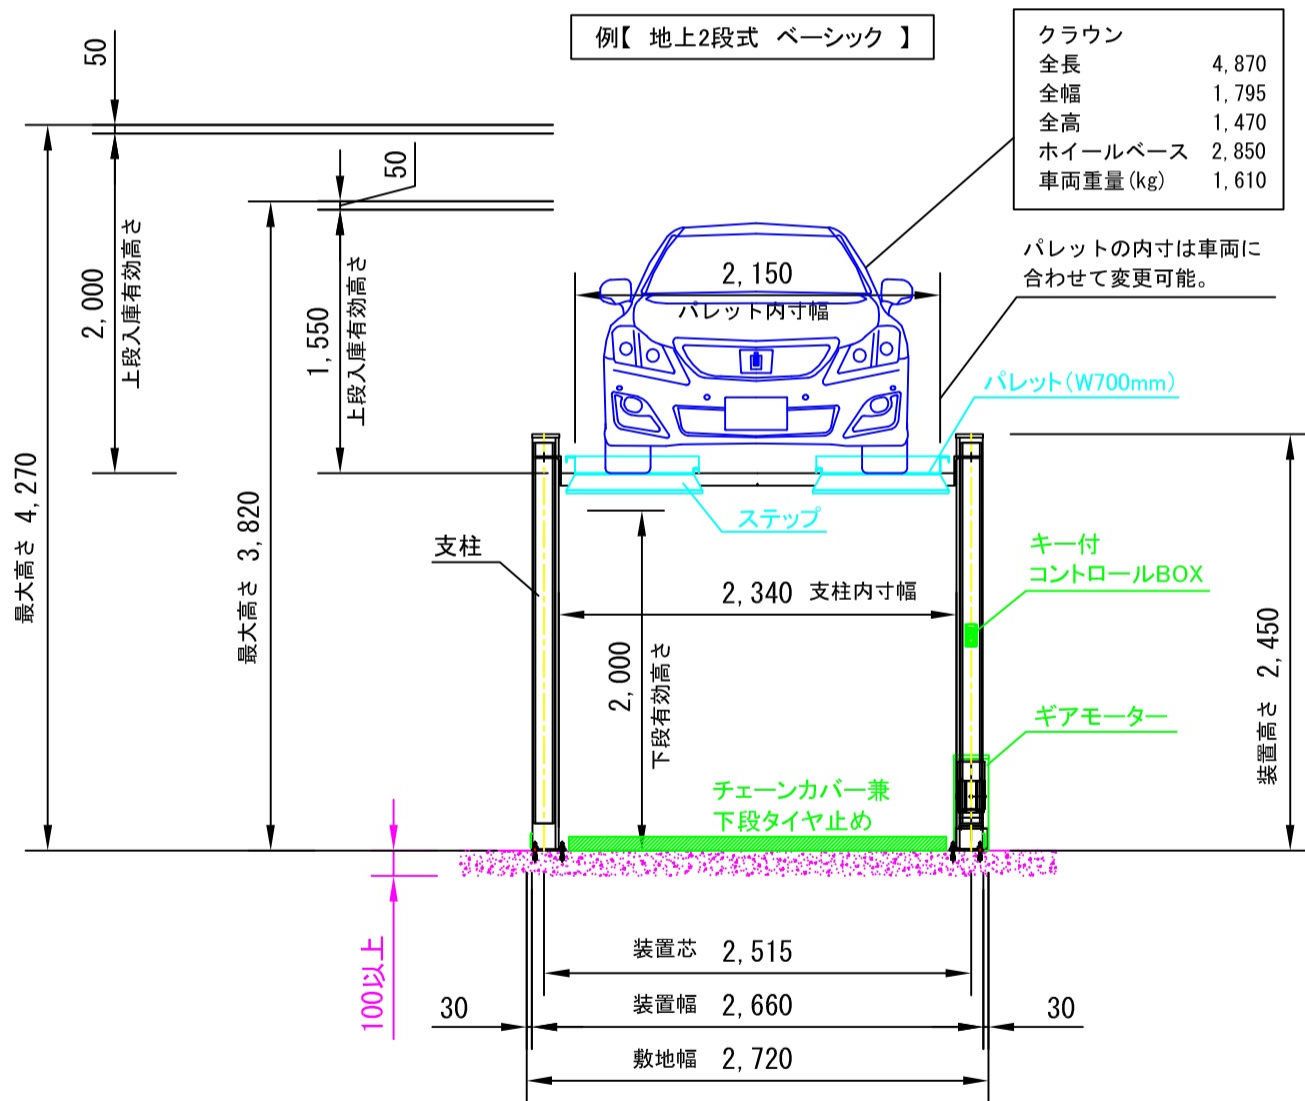 例【 地上2段式 ベーシック 】
クラウン
全長 4,870
全幅 1,795
全高 1,470
ホイールベース 2,850
車両重量(kg) 1,610
パレットの内寸は車両に
合わせて変更可能。
50
50
2,000
上段入庫有効高さ
1,550
上段入庫有効高さ
最大高さ 4,270
最大高さ 3,820
2,150
パレット内寸幅
パレット(W700mm)
ステップ
支柱
2,340 支柱内寸幅
キー付
コントロールBOX
2,000
下段有効高さ
装置高さ 2,450
ギアモーター
チェーンカバー兼
下段タイヤ止め
100以上
装置芯 2,515
30
装置幅 2,660
30
敷地幅 2,720